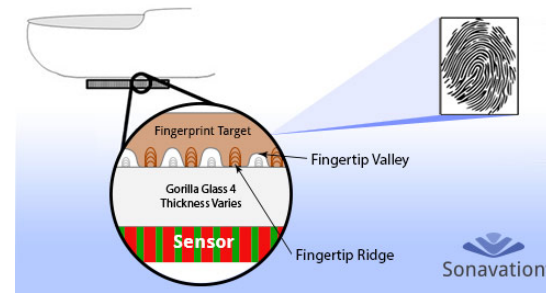 Fingerprint Target
Fingertip Valley
Gorilla Glass 4
Thickness Varies
Sensor
Fingertip Ridge
Sonavation